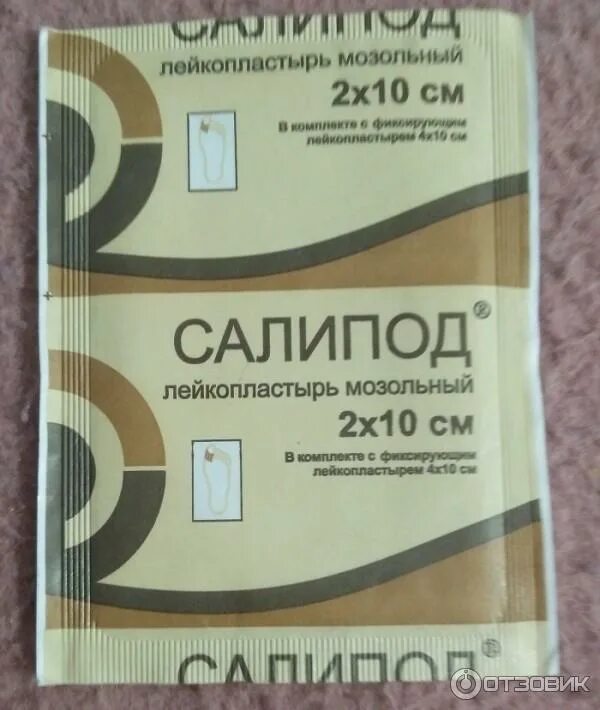 САЛИПОД
лейкопластырь мозольный
2х10 см
В комплекте с фиксирующим
лейкопластырем 4х10 см
САЛИПОД®
лейкопластырь мозольный
2х10 см
В комплекте с фиксирующим
лейкопластырем 4х10 см
САЛИПОД®
ОТЗОВИК